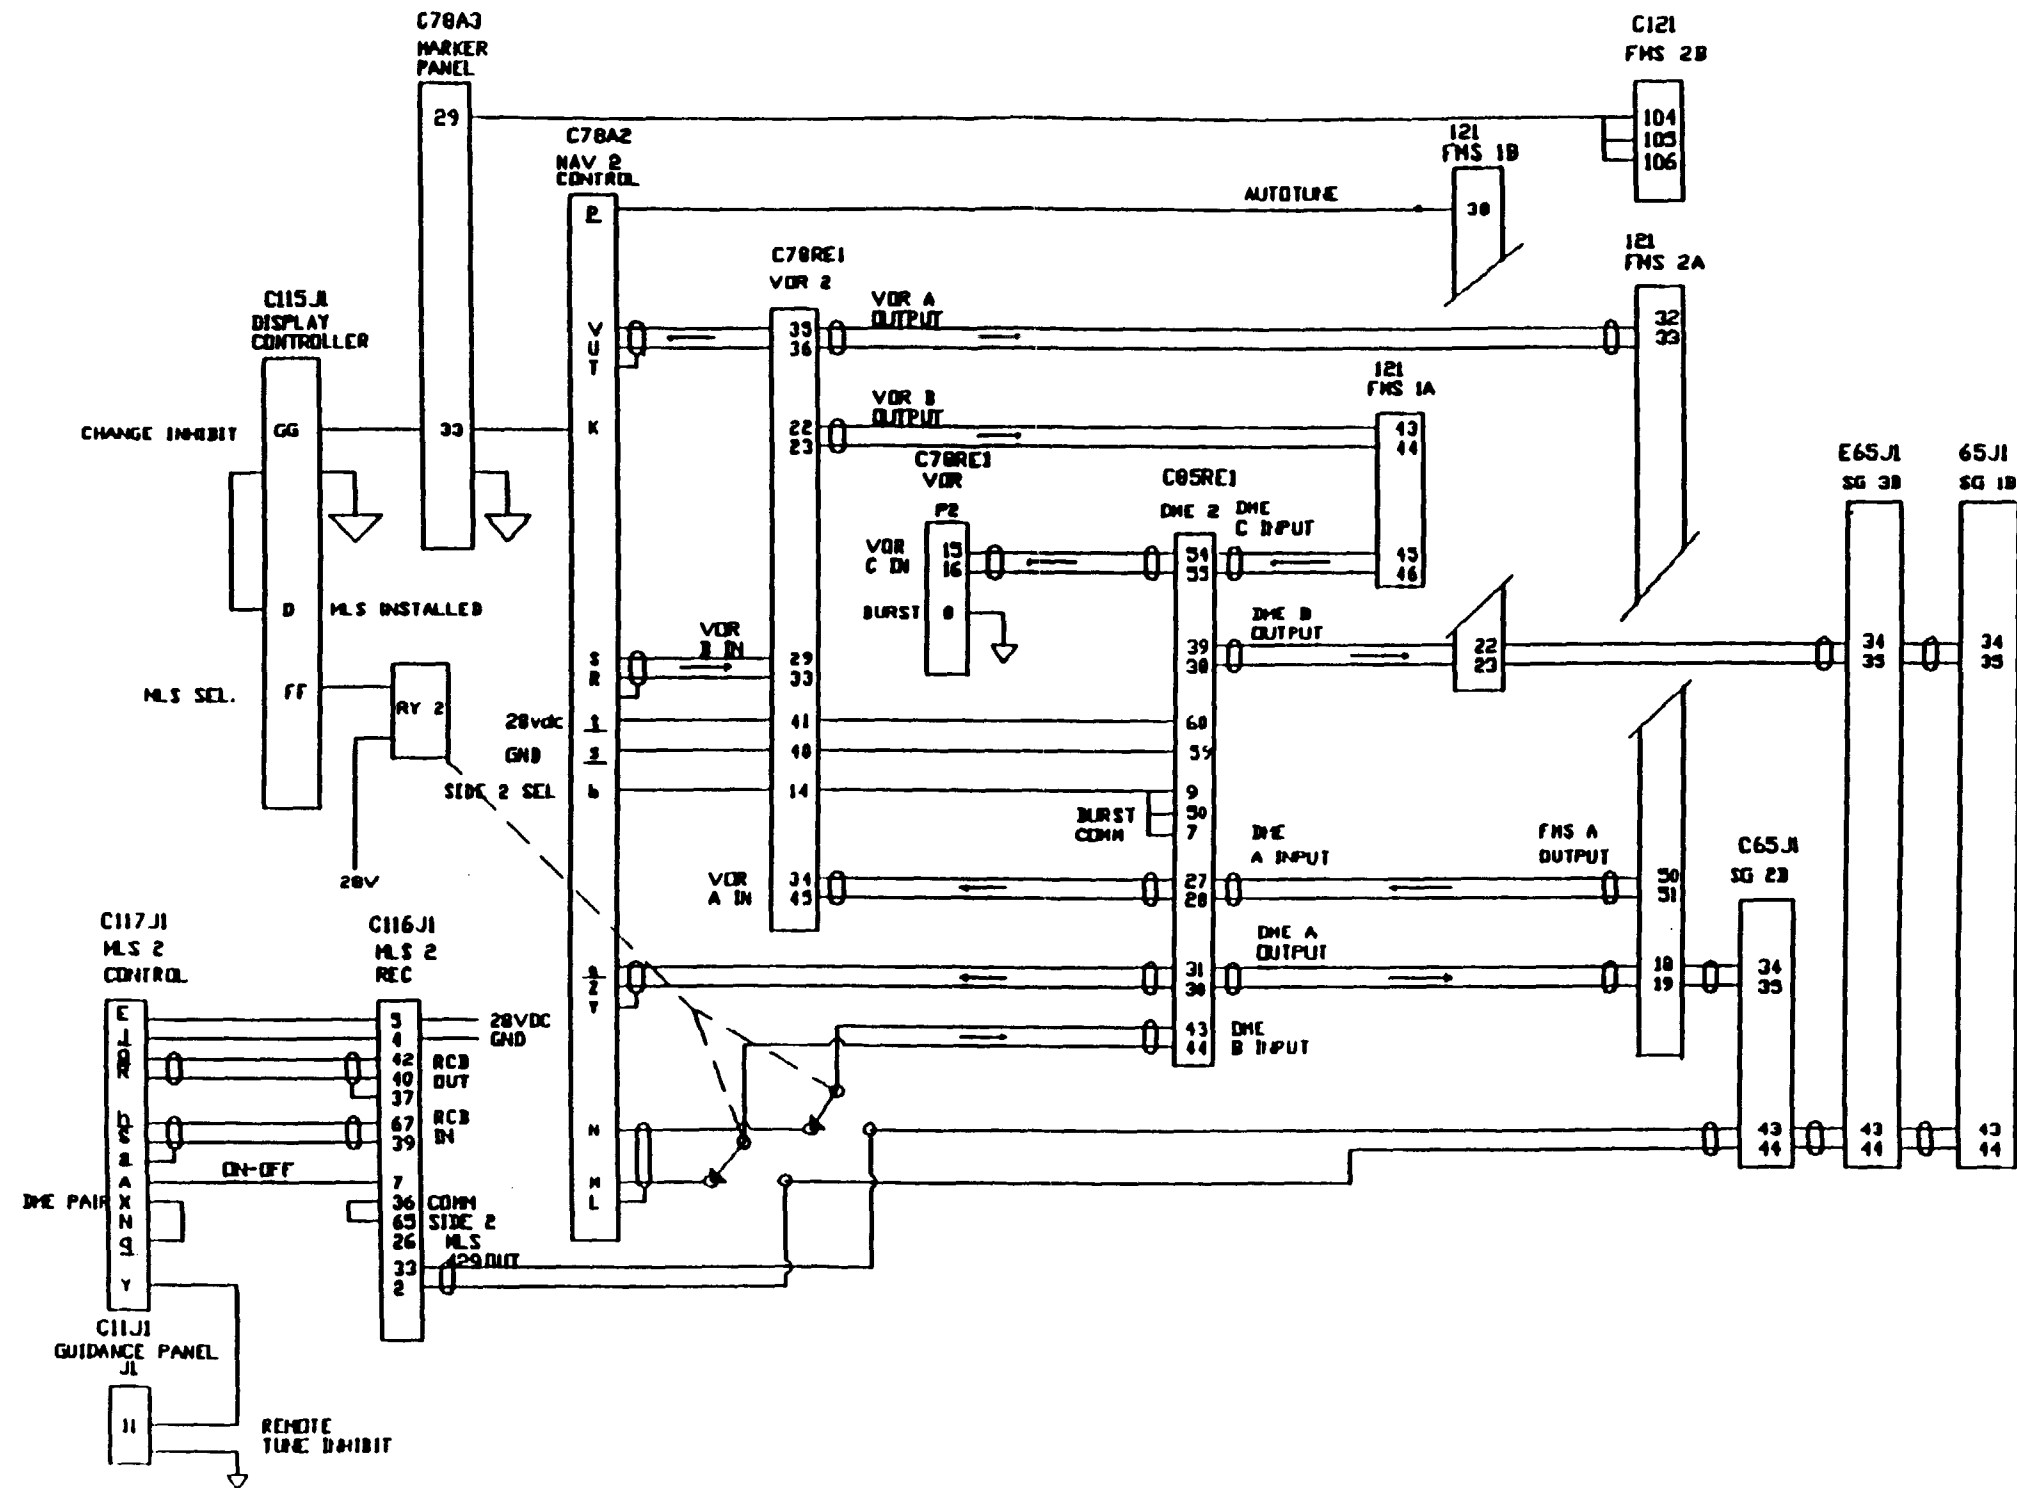 C78A3
MARKER
PANEL
29
33
C121
FMS 2B
104
105
106
C78A2
NAV 2
CONTROL
P
V
U
T
K
S
R
t
s
b
Z
T
N
M
L
AUTOTUNE
121
FMS 1B
38
22
23
121
FMS 2A
32
33
50
51
18
19
C78RE1
VOR 2
35
36
22
23
29
33
41
40
14
34
45
VOR A
OUTPUT
VOR B
OUTPUT
121
FMS 1A
43
44
45
46
C115J1
DISPLAY
CONTROLLER
CHANGE INHIBIT
GG
D
MLS INSTALLED
MLS SEL.
FF
RY 2
28V
C78RE1
VOR
P2
VOR
C IN
15
16
BURST
8
C85RE1
DME 2
DME
C INPUT
54
55
39
38
60
59
9
50
7
27
28
31
30
43
44
DME B
OUTPUT
VOR
B IN
28vdc
GND
SIDE 2 SEL
BURST
COMM
DME
A INPUT
FMS A
OUTPUT
VOR
A IN
DME A
OUTPUT
DME
B INPUT
E65J1
SG 3B
34
35
43
44
65J1
SG 1B
34
35
43
44
C65J1
SG 2B
34
35
43
44
C117J1
MLS 2
CONTROL
E
J
R
h
s
a
A
X
N
q
Y
DME PAIR
ON-OFF
C116J1
MLS 2
REC
5
4
42
40
37
67
39
7
36
65
26
33
2
28VDC
GND
RCB
OUT
RCB
IN
COMM
SIDE 2
MLS
429OUT
C11J1
GUIDANCE PANEL
J1
11
REMOTE
TUNE INHIBIT